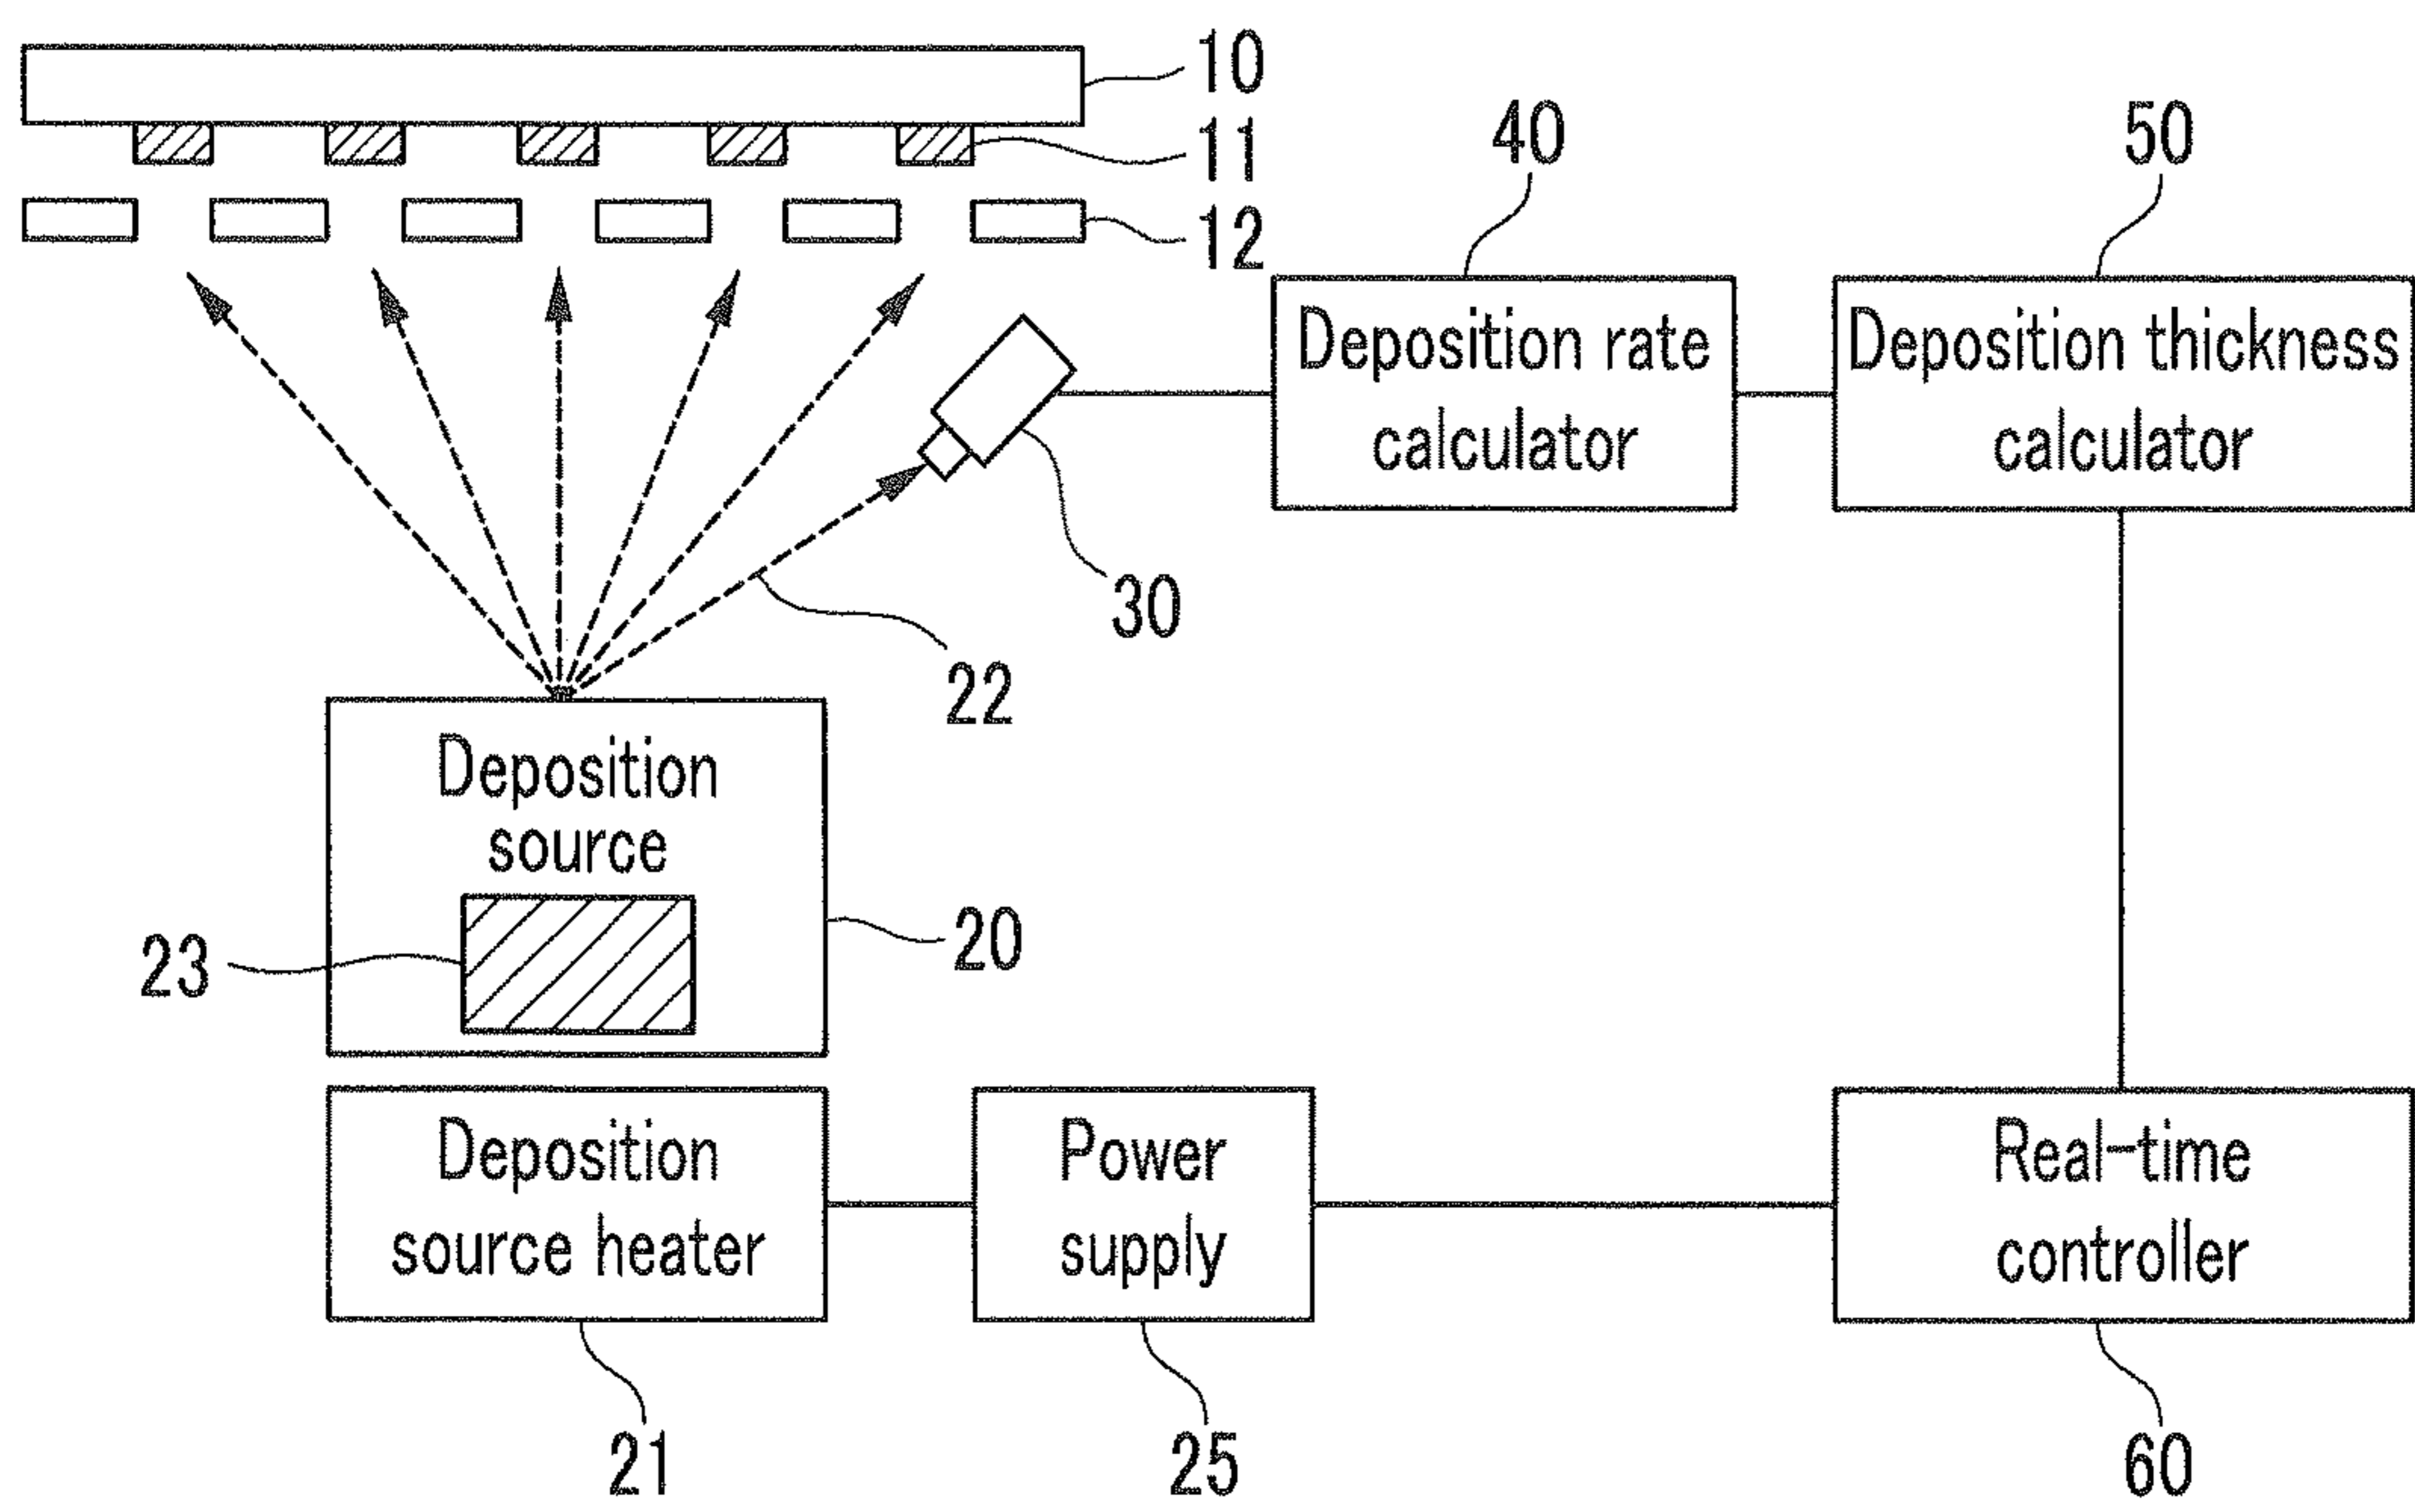 10
11
12
40
50
Deposition rate
calculator
Deposition thickness
calculator
30
22
Deposition
source
23
20
Deposition
source heater
Power
supply
Real-time
controller
21
25
60